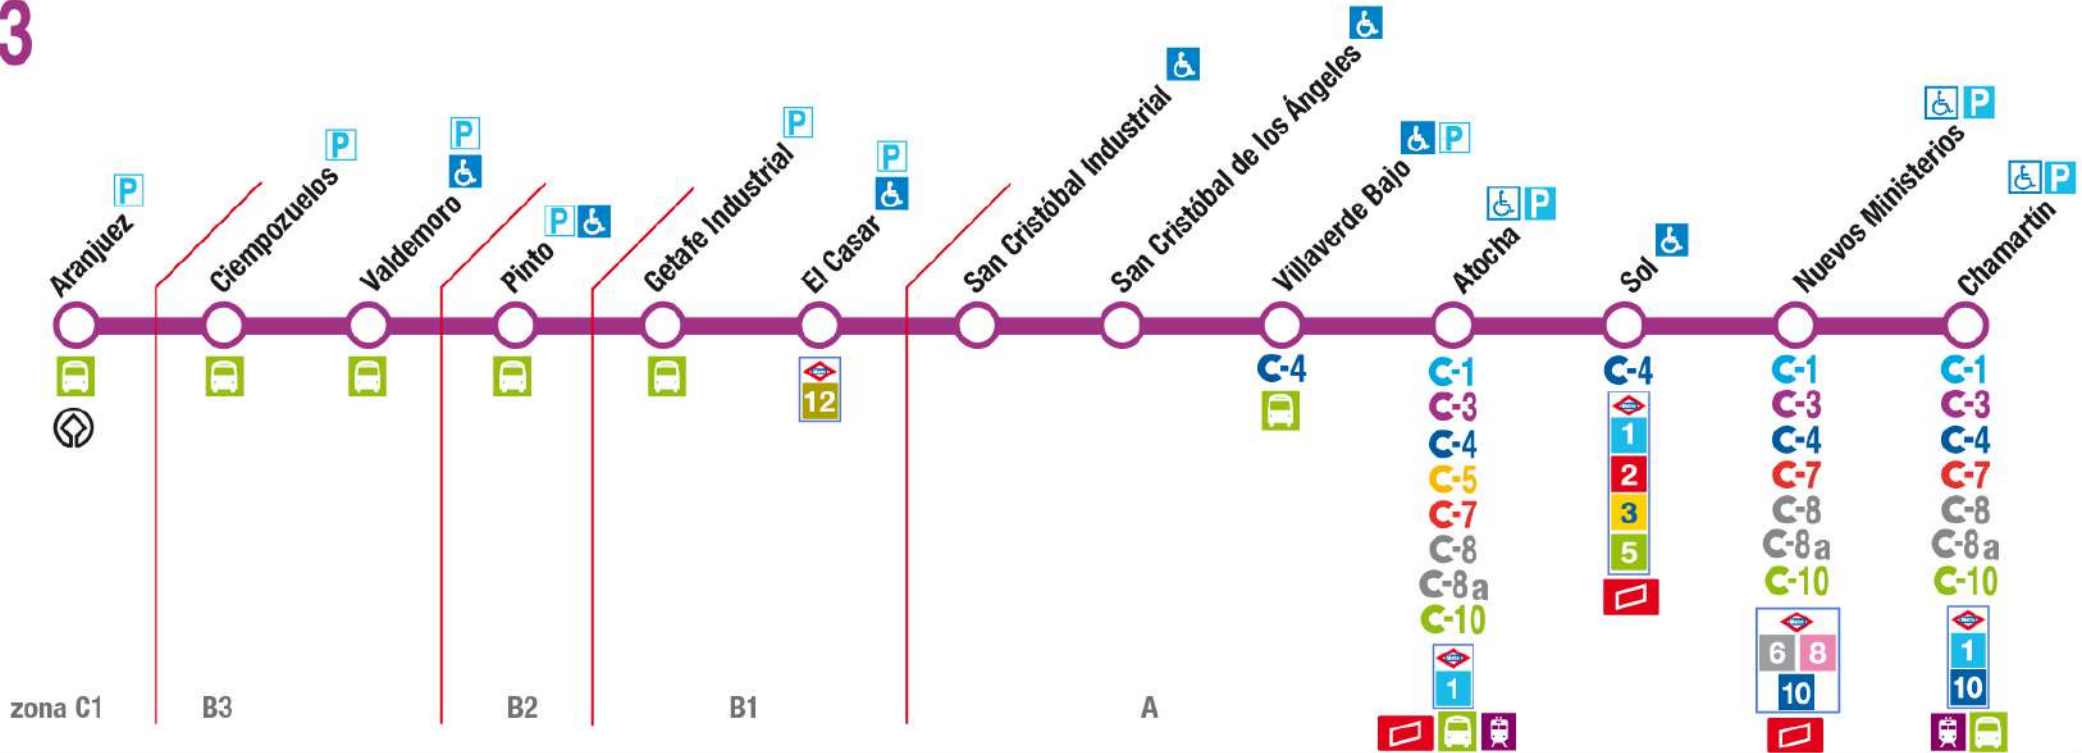 3
Aranjuez P
Ciempozuelos P
Valdemoro P
Pinto P
Getafe Industrial P
El Casar P
San Cristóbal Industrial
San Cristóbal de los Ángeles
Villaverde Bajo P
Atocha P
Sol
Nuevos Ministerios P
Chamartín P
12
C-4
C-1
C-3
C-4
C-5
C-7
C-8
C-8a
C-10
1
C-4
1
2
3
5
C-1
C-3
C-4
C-7
C-8
C-8a
C-10
6 8
10
C-1
C-3
C-4
C-7
C-8
C-8a
C-10
1
10
zona C1 B3 B2 B1 A